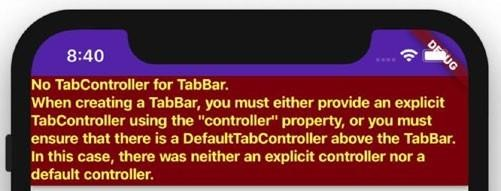 8:40
DEBUG
No TabController for TabBar.
When creating a TabBar, you must either provide an explicit
TabController using the "controller" property, or you must
ensure that there is a DefaultTabController above the TabBar.
In this case, there was neither an explicit controller nor a
default controller.